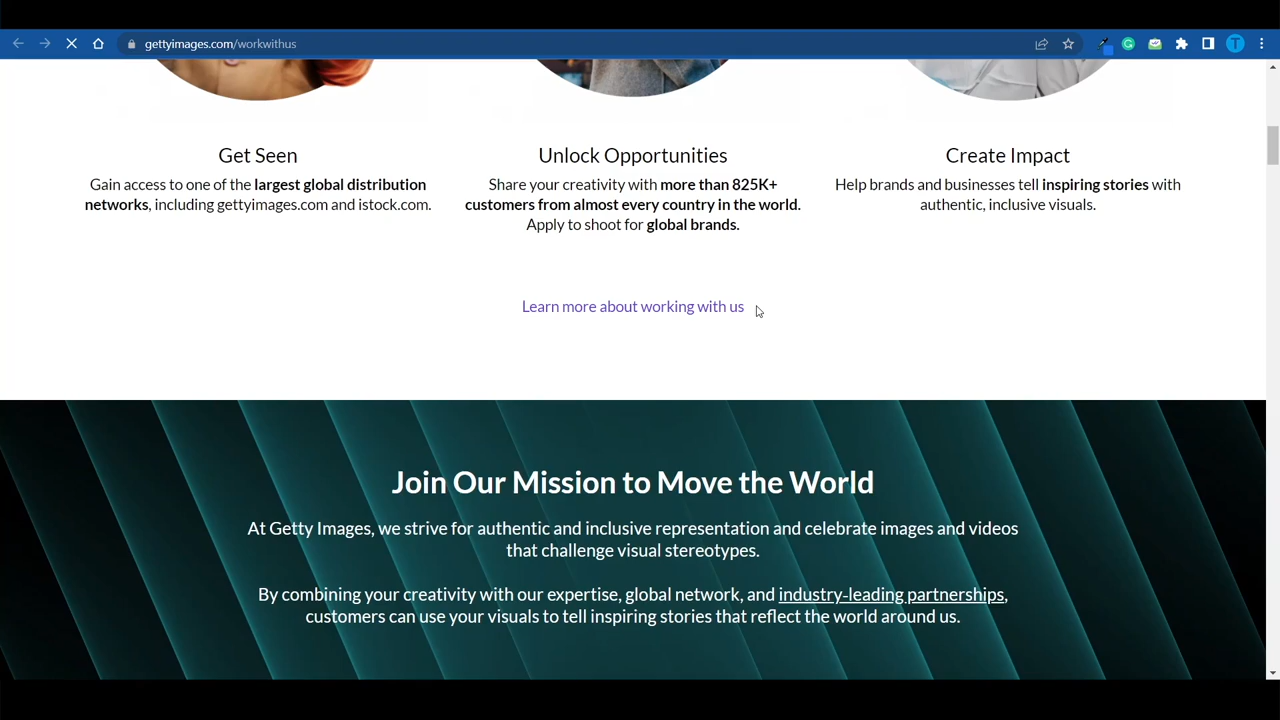 gettyimages.com/workwithus
T
Get Seen
Gain access to one of the largest global distribution
networks, including gettyimages.com and istock.com.
Unlock Opportunities
Share your creativity with more than 825K+
customers from almost every country in the world.
Apply to shoot for global brands.
Create Impact
Help brands and businesses tell inspiring stories with
authentic, inclusive visuals.
Learn more about working with us
Join Our Mission to Move the World
At Getty Images, we strive for authentic and inclusive representation and celebrate images and videos
that challenge visual stereotypes.
By combining your creativity with our expertise, global network, and industry-leading partnerships,
customers can use your visuals to tell inspiring stories that reflect the world around us.